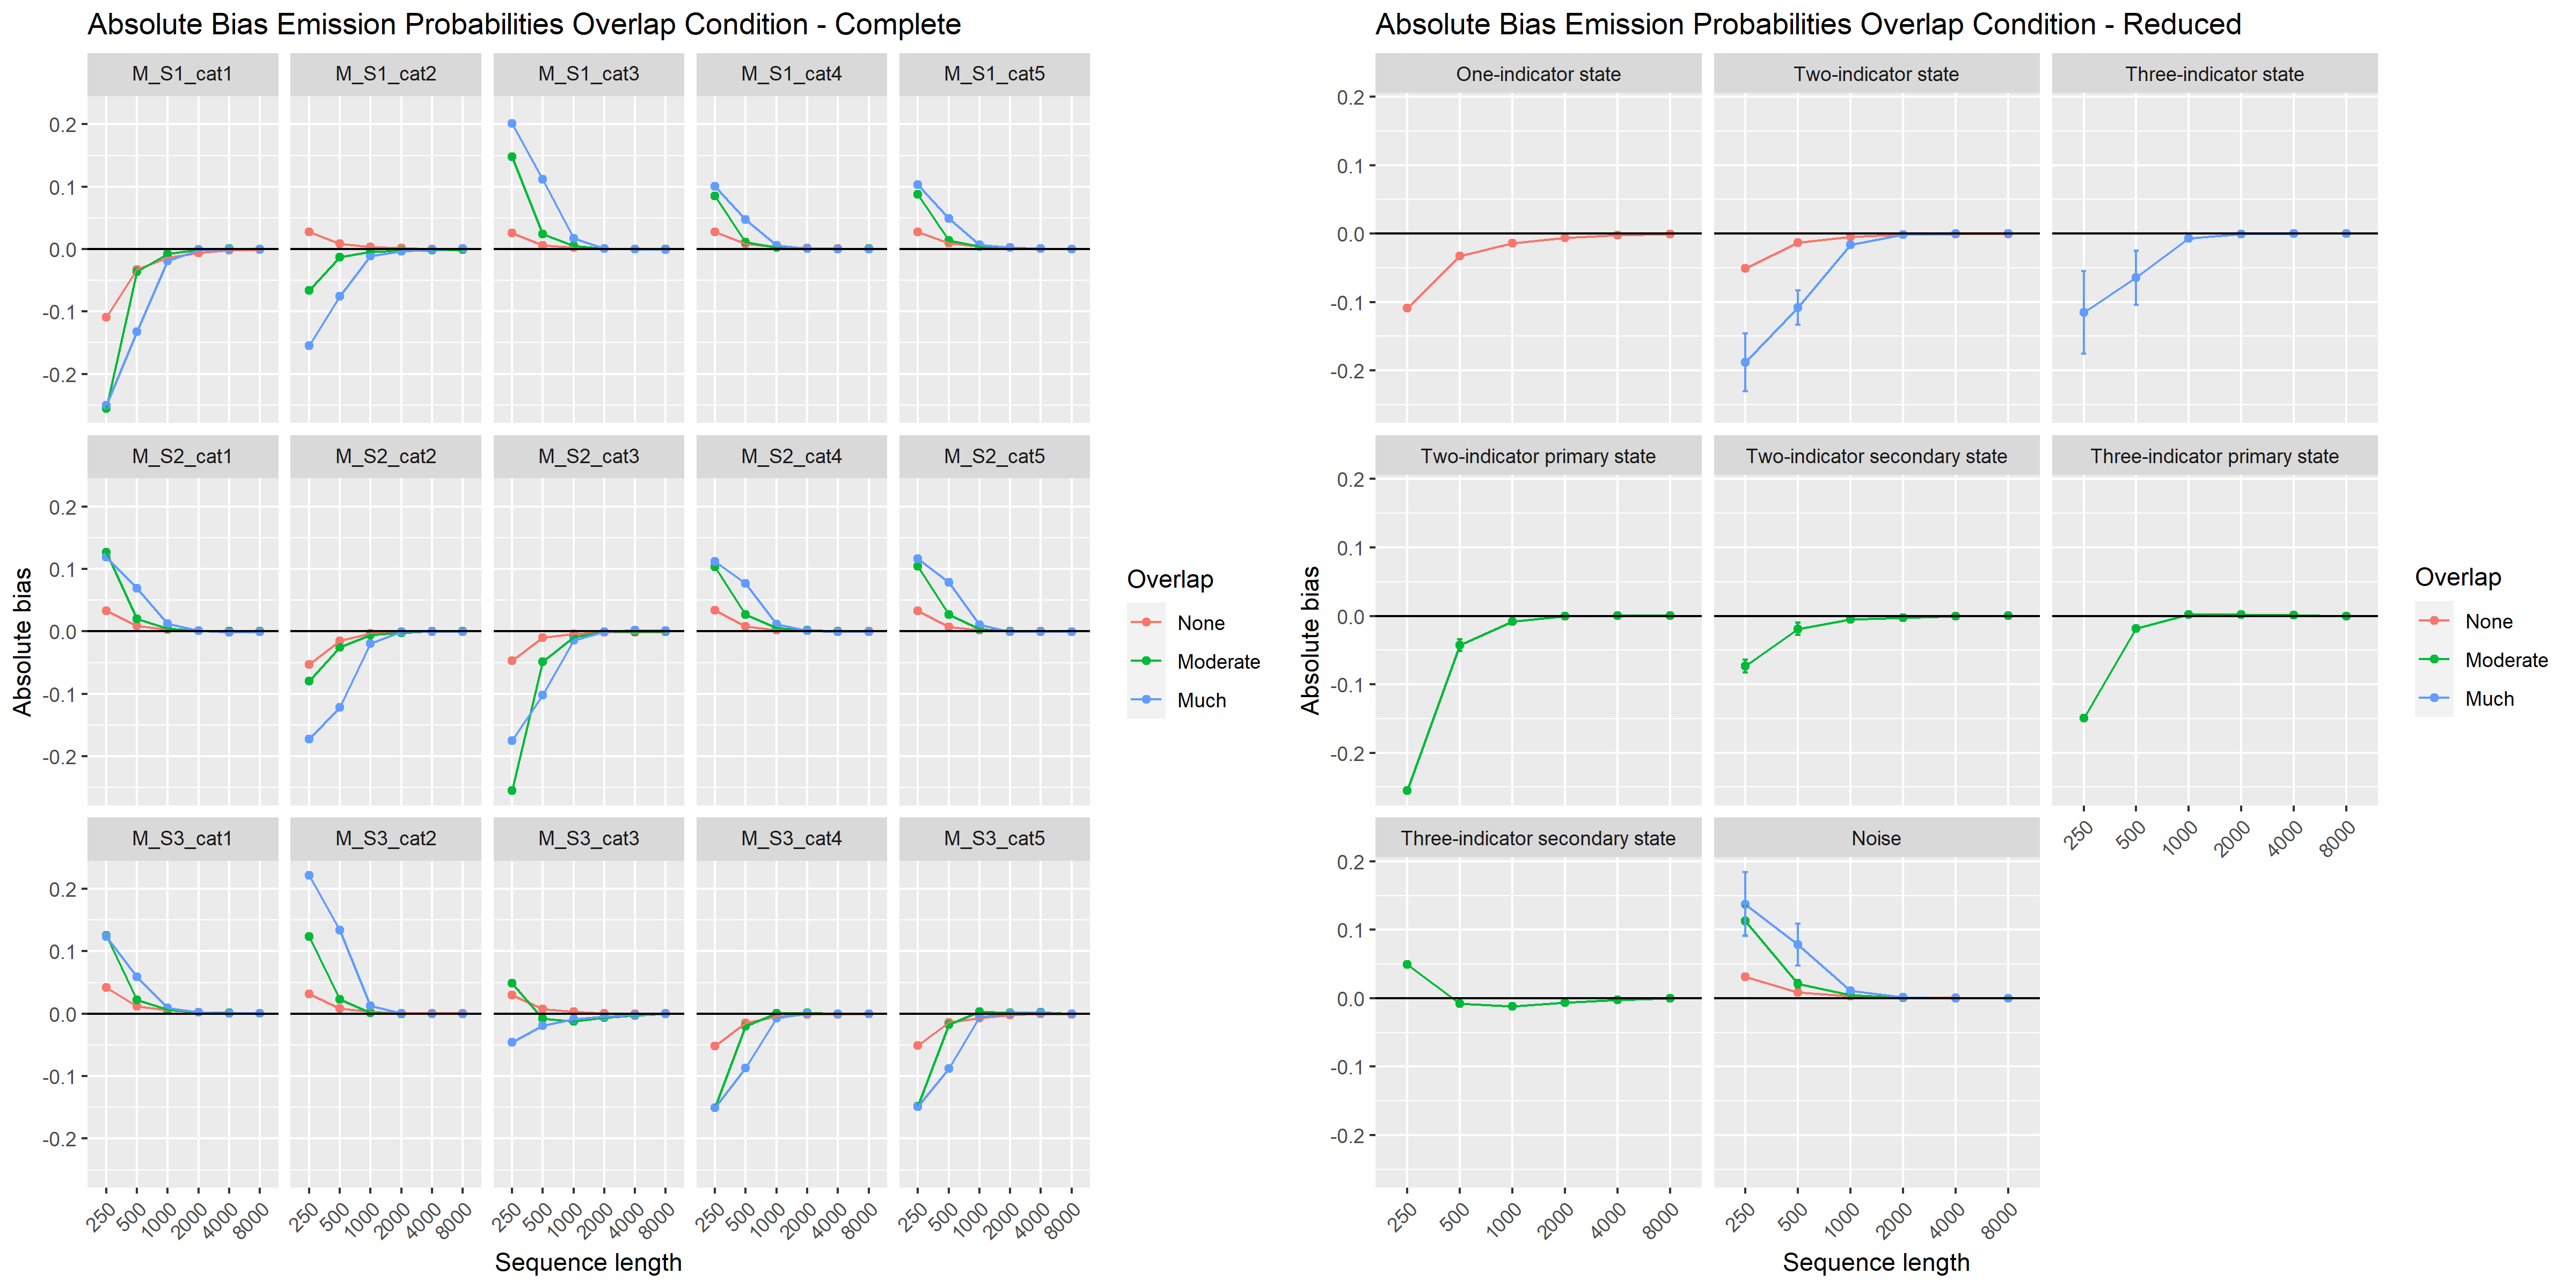 Absolute Bias Emission Probabilities Overlap Condition - Complete
M_S1_cat1 M_S1_cat2 M_S1_cat3 M_S1_cat4 M_S1_cat5
0.2
0.1
0.0
-0.1
-0.2
M_S2_cat1 M_S2_cat2 M_S2_cat3 M_S2_cat4 M_S2_cat5
0.2
0.1
0.0
-0.1
-0.2
M_S3_cat1 M_S3_cat2 M_S3_cat3 M_S3_cat4 M_S3_cat5
0.2
0.1
0.0
-0.1
-0.2
250 500 1000 2000 4000 8000 250 500 1000 2000 4000 8000 250 500 1000 2000 4000 8000 250 500 1000 2000 4000 8000 250 500 1000 2000 4000 8000
Sequence length
Absolute bias
Overlap
None
Moderate
Much
Absolute Bias Emission Probabilities Overlap Condition - Reduced
One-indicator state Two-indicator state Three-indicator state
0.2
0.1
0.0
-0.1
-0.2
Two-indicator primary state Two-indicator secondary state Three-indicator primary state
0.2
0.1
0.0
-0.1
-0.2
250 500 1000 2000 4000 8000
Three-indicator secondary state Noise
0.2
0.1
0.0
-0.1
-0.2
250 500 1000 2000 4000 8000 250 500 1000 2000 4000 8000
Sequence length
Absolute bias
Overlap
None
Moderate
Much